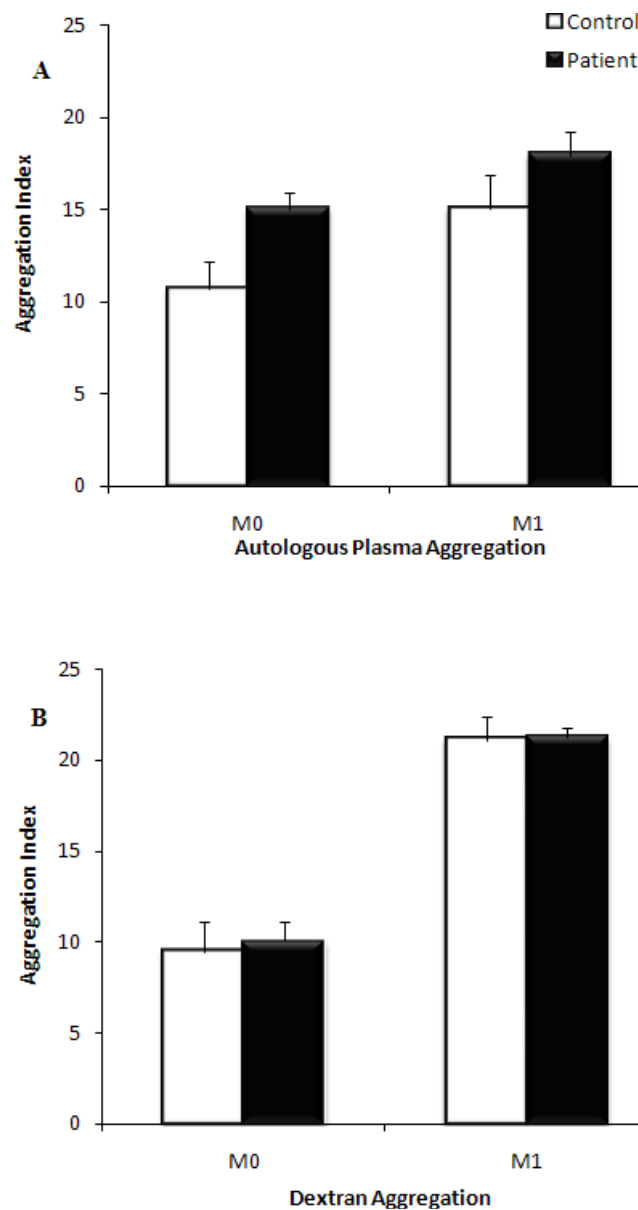 Control
Patient
A
Aggregation Index
25
20
15
10
5
0
M0
M1
Autologous Plasma Aggregation
B
Aggregation Index
25
20
15
10
5
0
M0
M1
Dextran Aggregation